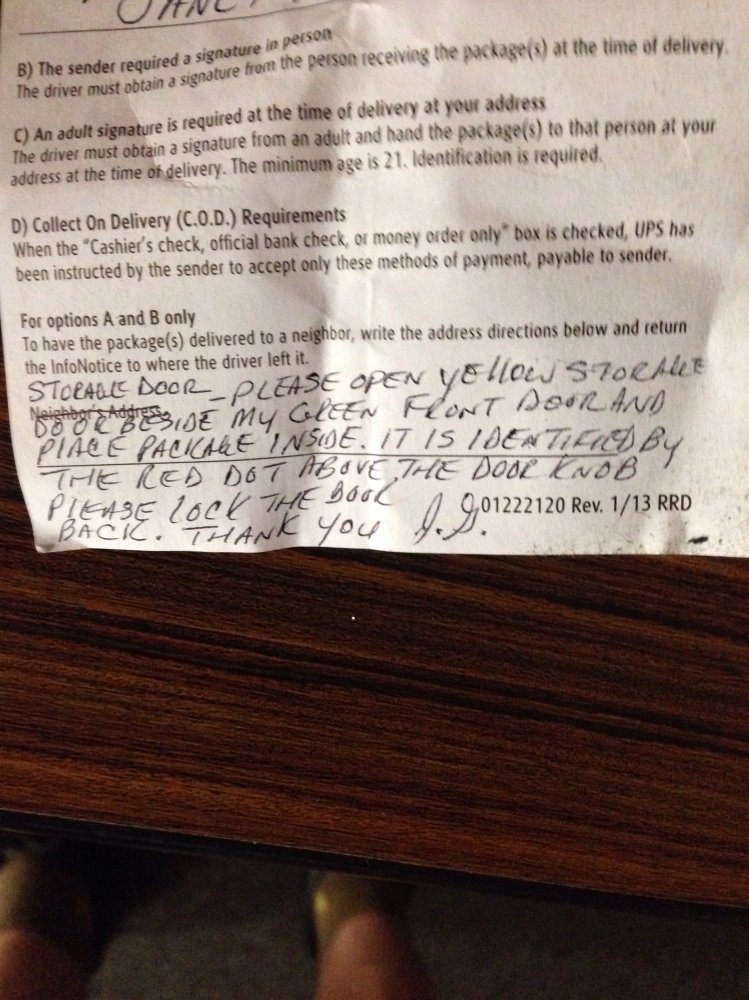 B) The sender required a signature in person
The driver must obtain a signature from the person receiving the package(s) at the time of delivery.
C) An adult signature is required at the time of delivery at your address
The driver must obtain a signature from an adult and hand the package(s) to that person at your
address at the time of delivery. The minimum age is 21. Identification is required.
D) Collect On Delivery (C.O.D.) Requirements
When the "Cashier's check, official bank check, or money order only" box is checked, UPS has
been instructed by the sender to accept only these methods of payment, payable to sender.
For options A and B only
To have the package(s) delivered to a neighbor, write the address directions below and return
the InfoNotice to where the driver left it.
STORAGE DOOR - PLEASE OPEN YELLOW STORAGE
Neighbor's Address
DOOR BESIDE MY GREEN FRONT DOOR AND
PLACE PACKAGE INSIDE. IT IS IDENTIFIED BY
THE RED DOT ABOVE THE DOOR KNOB
PLEASE LOCK THE DOOR
BACK. THANK YOU J.G.
01222120 Rev. 1/13 RRD